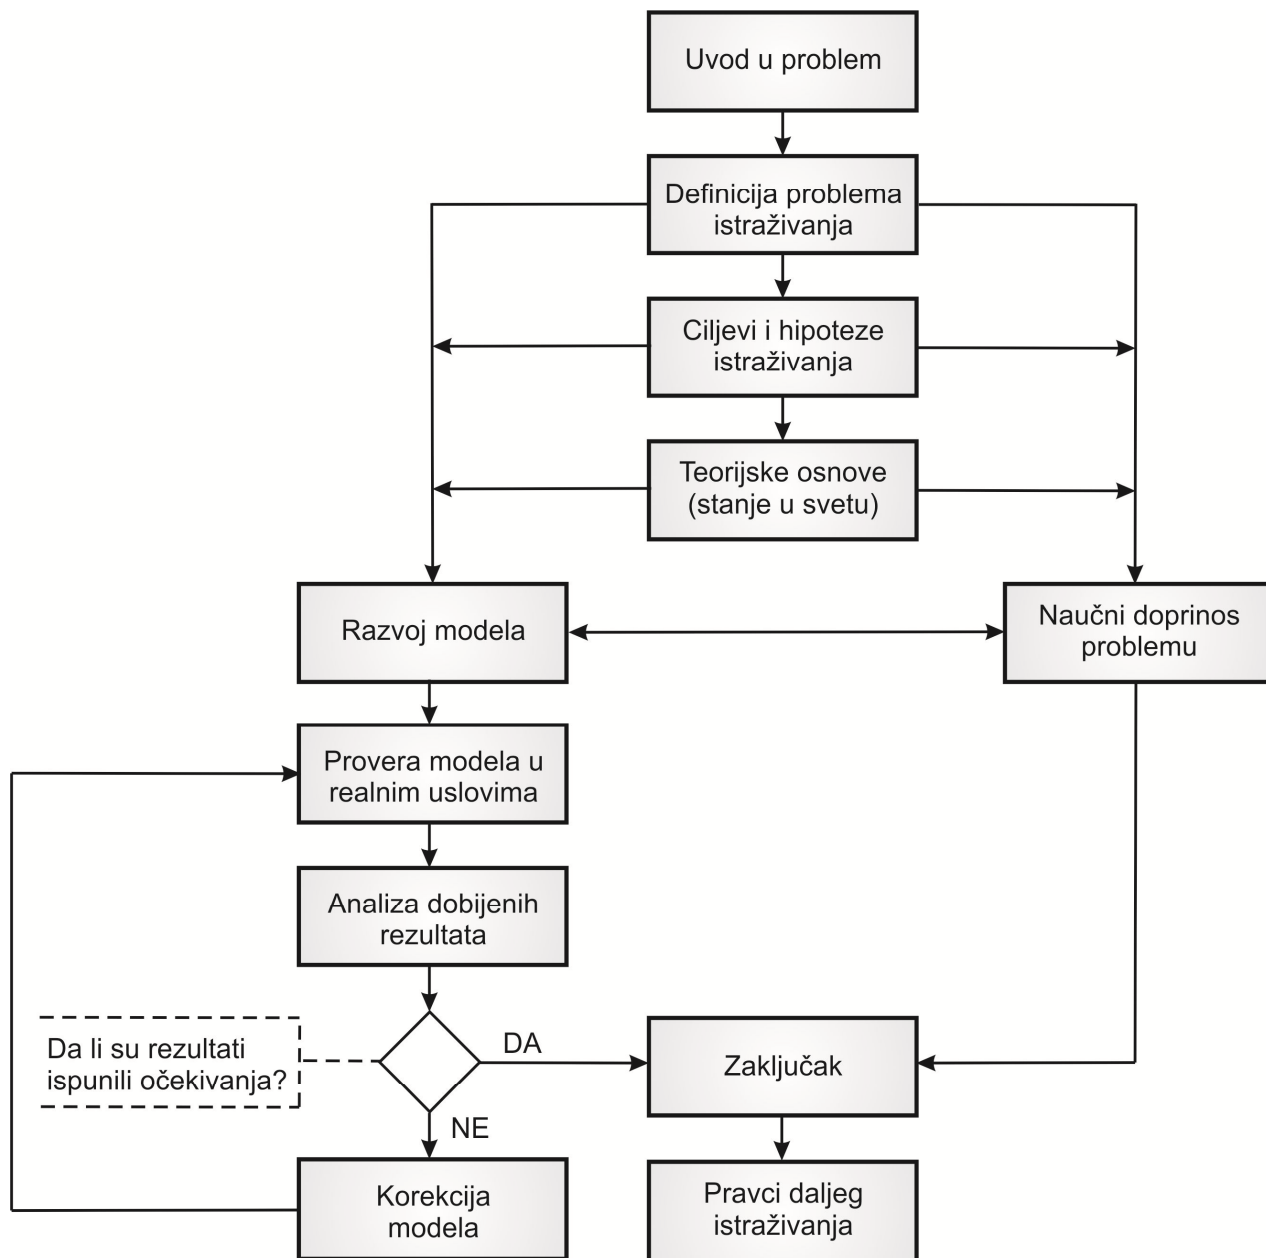 Uvod u problem
Definicija problema
istraživanja
Ciljevi i hipoteze
istraživanja
Teorijske osnove
(stanje u svetu)
Razvoj modela
Naučni doprinos
problemu
Provera modela u
realnim uslovima
Analiza dobijenih
rezultata
Da li su rezultati
ispunili očekivanja?
DA
Zaključak
NE
Korekcija
modela
Pravci daljeg
istraživanja